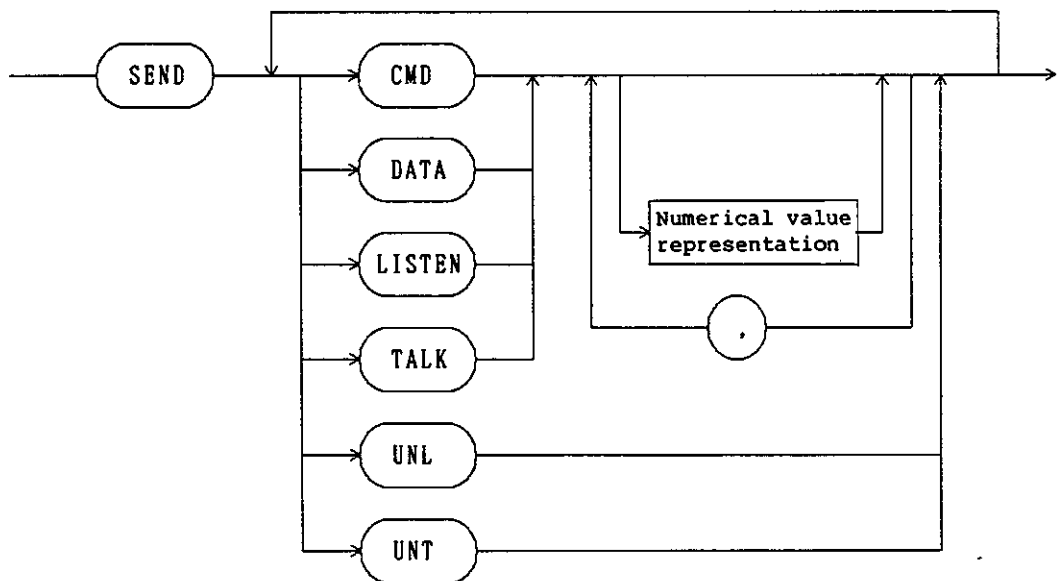 SEND
CMD
DATA
LISTEN
TALK
UNL
UNT
Numerical value
representation
,